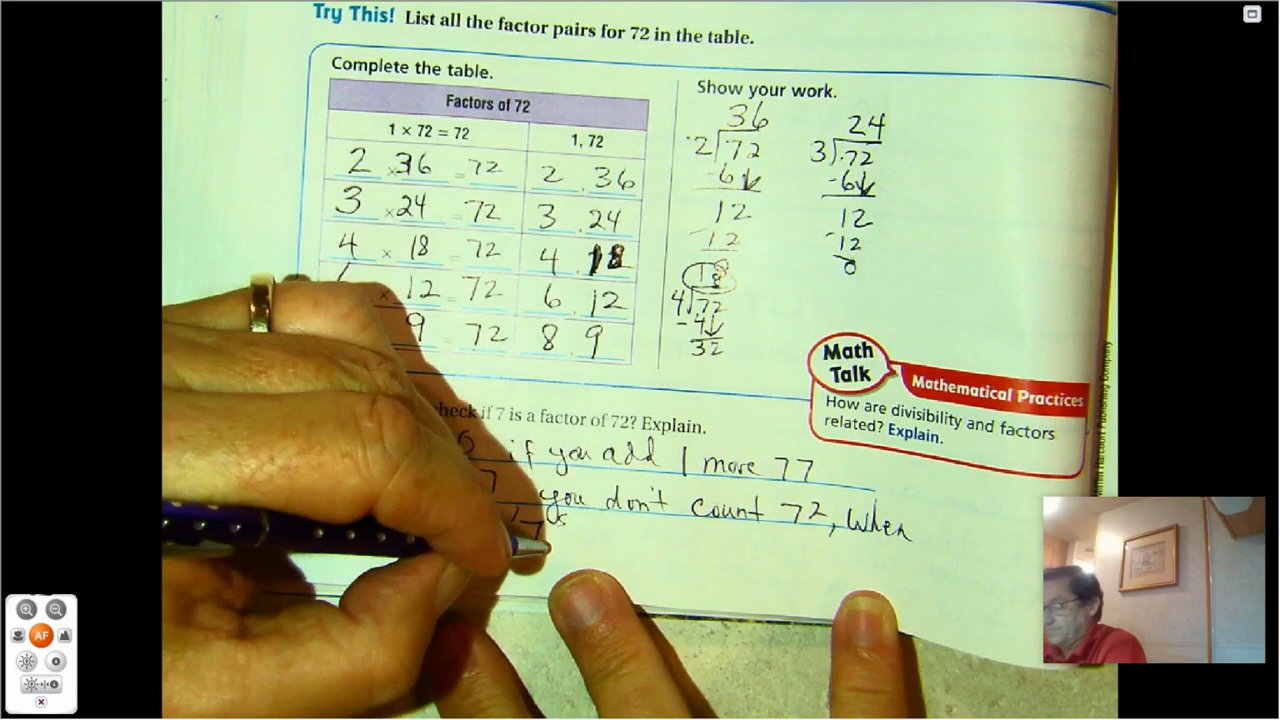 Try This! List all the factor pairs for 72 in the table.
Complete the table.
Factors of 72
1 × 72 = 72 1, 72
2 × 36 = 72 2, 36
3 × 24 = 72 3, 24
4 × 18 = 72 4, 18
× 12 = 72 6, 12
9 = 72 8, 9
Show your work.
36
2)72
-6
12
-12
18
4)72
-4
32
24
3)72
-6
12
-12
0
Math
Talk
Mathematical Practices
How are divisibility and factors
related? Explain.
check if 7 is a factor of 72? Explain.
if you add 1 more 77
7 you don't count 72, when
AF